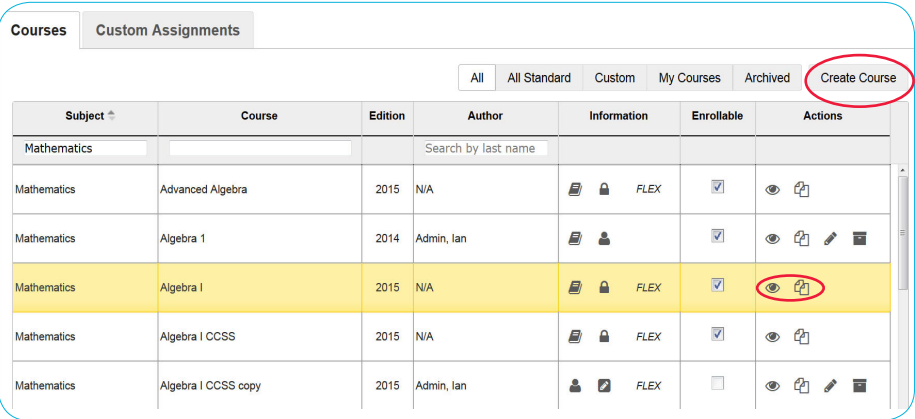 Courses Custom Assignments
All All Standard Custom My Courses Archived Create Course
Subject Course Edition Author Information Enrollable Actions
Mathematics Search by last name
Mathematics Advanced Algebra 2015 N/A FLEX
Mathematics Algebra 1 2014 Admin, Ian
Mathematics Algebra I 2015 N/A FLEX
Mathematics Algebra I CCSS 2015 N/A FLEX
Mathematics Algebra I CCSS copy 2015 Admin, Ian FLEX